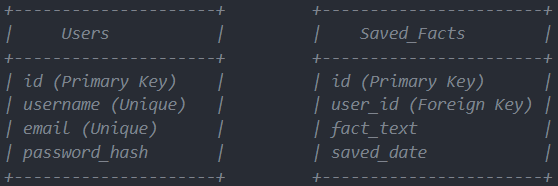 +--------------------+        +---------------------+
|     Users          |        |    Saved_Facts      |
+--------------------+        +---------------------+
| id (Primary Key)   |        | id (Primary Key)    |
| username (Unique)  |        | user_id (Foreign Key) |
| email (Unique)     |        | fact_text           |
| password_hash      |        | saved_date          |
+--------------------+        +---------------------+